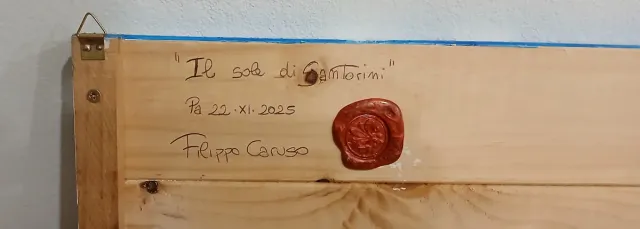 "Il sole di Santorini"
Pa 22·XI·2025
Filippo Caruso